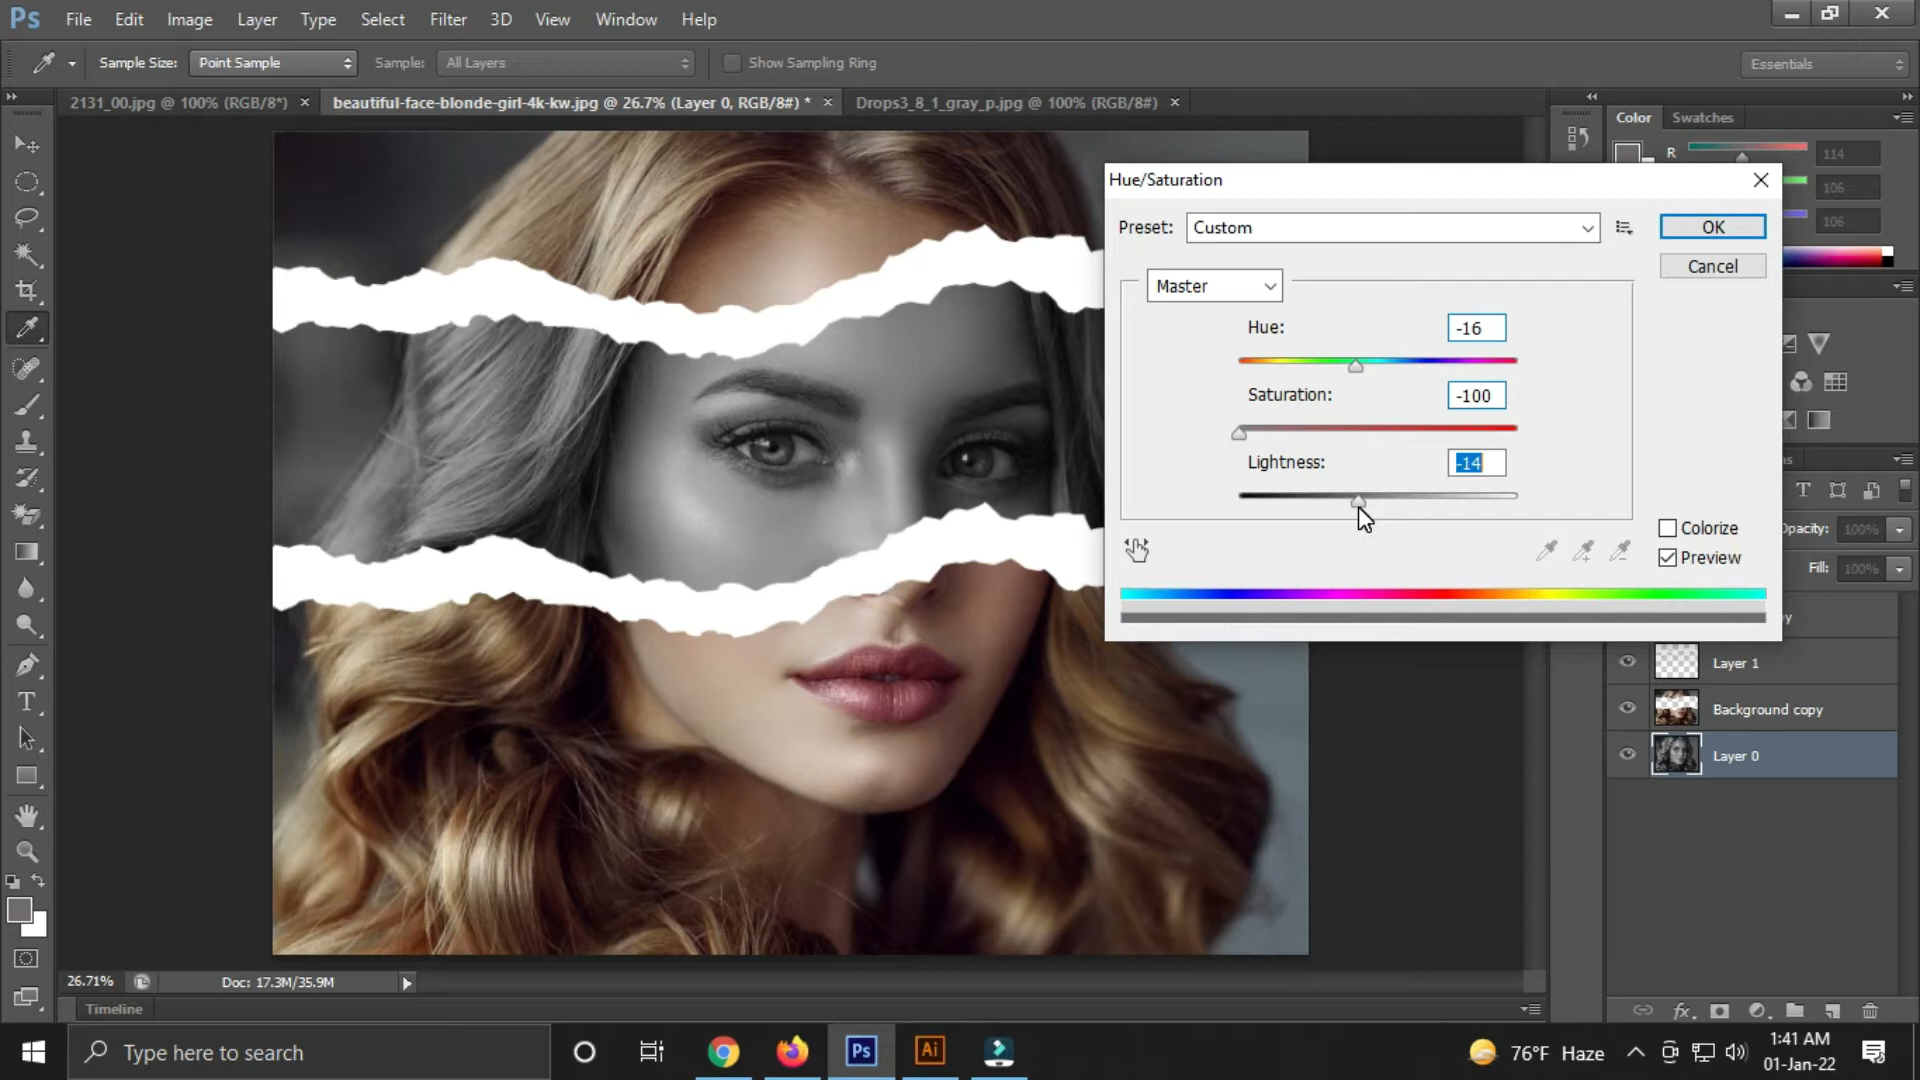 Ps File Edit Image Layer Type Select Filter 3D View Window Help
Sample Size: Point Sample Sample: All Layers Show Sampling Ring Essentials
2131_00.jpg @ 100% (RGB/8*) × beautiful-face-blonde-girl-4k-kw.jpg @ 26.7% (Layer 0, RGB/8#) * × Drops3_8_1_gray_p.jpg @ 100% (RGB/8#) ×
Color Swatches
R 114
106
106
Hue/Saturation
Preset: Custom OK
Cancel
Master
Hue: -16
Saturation: -100
Lightness: -14
Colorize
Preview
Opacity: 100%
Fill: 100%
Layer 1
Background copy
Layer 0
26.71% Doc: 17.3M/35.9M
Timeline
Type here to search
Ps Ai
76°F Haze
1:41 AM
01-Jan-22